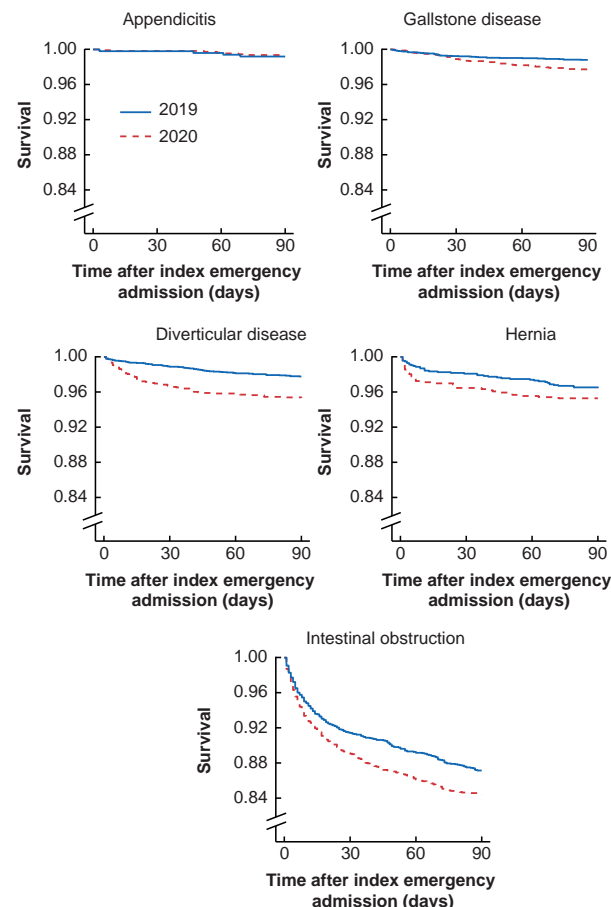 Appendicitis
1.00
0.96
0.92
0.88
0.84
Survival
2019
2020
0
30
60
90
Time after index emergency
admission (days)
Gallstone disease
1.00
0.96
0.92
0.88
0.84
Survival
0
30
60
90
Time after index emergency
admission (days)
Diverticular disease
1.00
0.96
0.92
0.88
0.84
Survival
0
30
60
90
Time after index emergency
admission (days)
Hernia
1.00
0.96
0.92
0.88
0.84
Survival
0
30
60
90
Time after index emergency
admission (days)
Intestinal obstruction
1.00
0.96
0.92
0.88
0.84
Survival
0
30
60
90
Time after index emergency
admission (days)